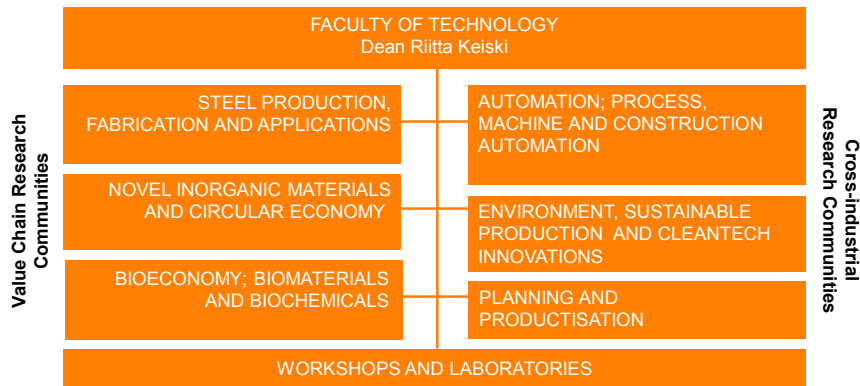 FACULTY OF TECHNOLOGY
Dean Riitta Keiski
Value Chain Research
Communities
STEEL PRODUCTION,
FABRICATION AND APPLICATIONS
NOVEL INORGANIC MATERIALS
AND CIRCULAR ECONOMY
BIOECONOMY; BIOMATERIALS
AND BIOCHEMICALS
AUTOMATION; PROCESS,
MACHINE AND CONSTRUCTION
AUTOMATION
ENVIRONMENT, SUSTAINABLE
PRODUCTION AND CLEANTECH
INNOVATIONS
PLANNING AND
PRODUCTISATION
Cross-industrial
Research Communities
WORKSHOPS AND LABORATORIES